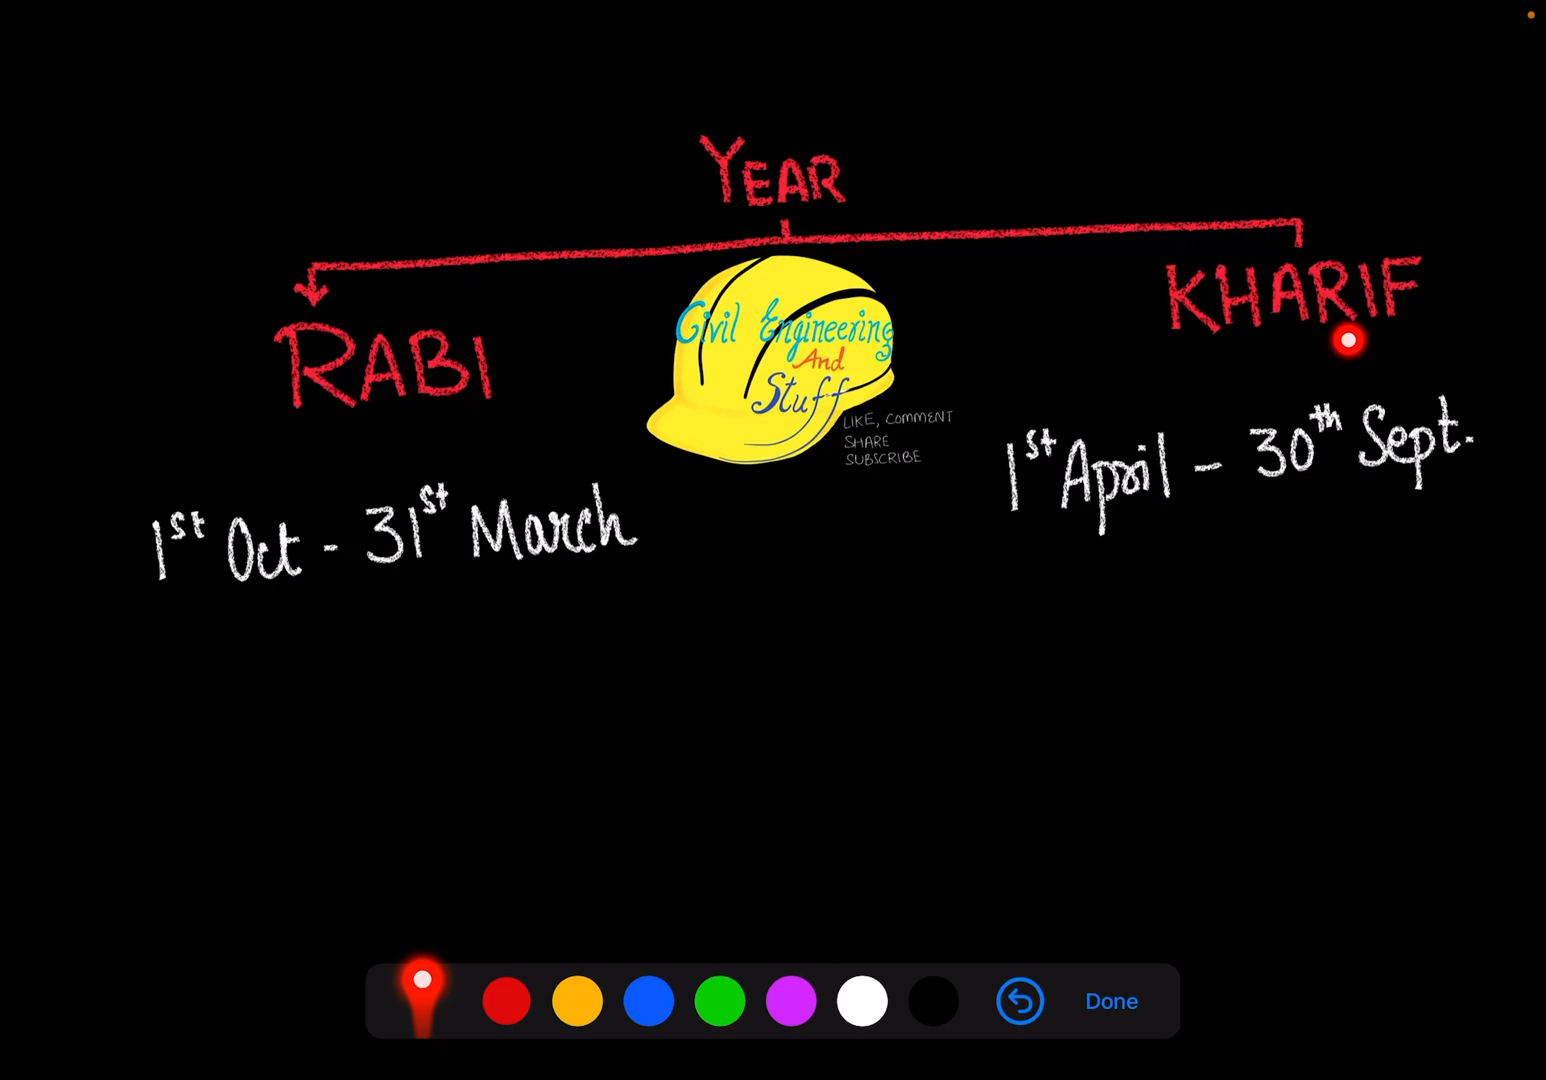 YEAR
RABI
KHARIF
Civil Engineering
And
Stuff
LIKE, COMMENT
SHARE
SUBSCRIBE
1st Oct - 31st March
1st April - 30th Sept.
Done